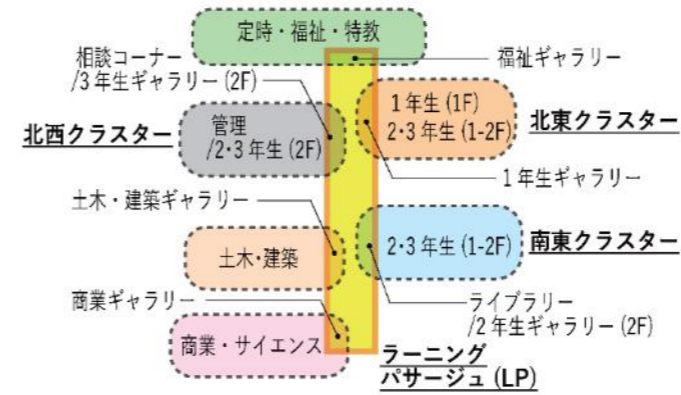 定時・福祉・特教
相談コーナー
/3年生ギャラリー(2F)
福祉ギャラリー
1年生(1F)
2・3年生(1-2F)
北東クラスター
北西クラスター
管理
/2・3年生(2F)
1年生ギャラリー
土木・建築ギャラリー
土木・建築
2・3年生(1-2F)
南東クラスター
商業ギャラリー
ライブラリー
/2年生ギャラリー(2F)
商業・サイエンス
ラーニング
パサージュ(LP)